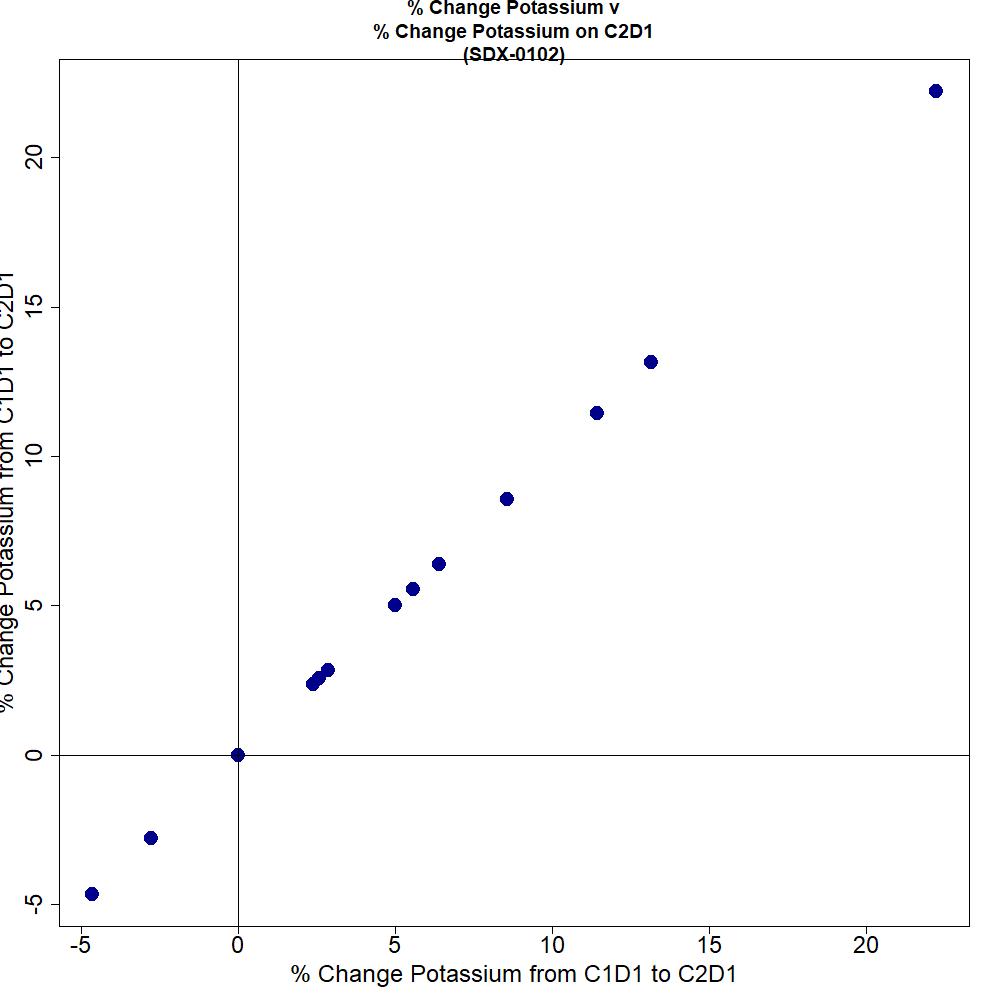 % Change Potassium v
% Change Potassium on C2D1
(SDX-0102)
% Change Potassium from C1D1 to C2D1
20
15
10
5
0
-5
-5 0 5 10 15 20
% Change Potassium from C1D1 to C2D1